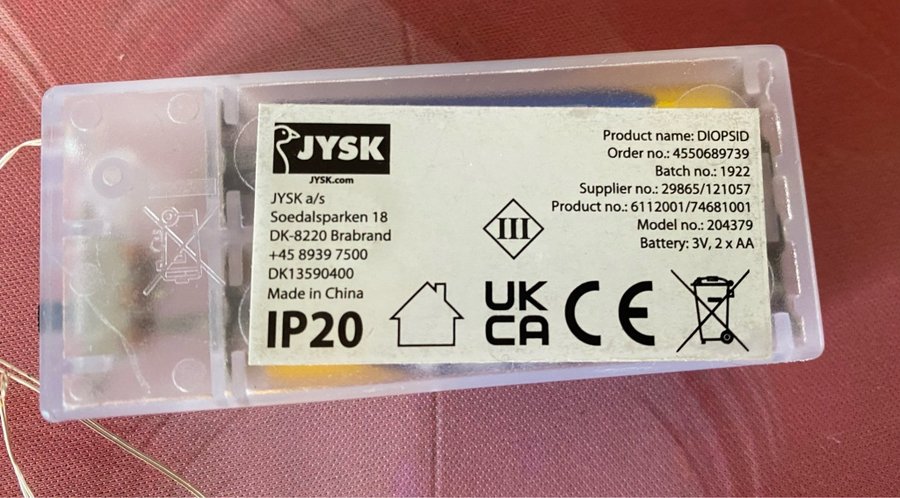 JYSK
JYSK.com
JYSK a/s
Soedalsparken 18
DK-8220 Brabrand
+45 8939 7500
DK13590400
Made in China
IP20
III
UK
CA
CE
Product name: DIOPSID
Order no.: 4550689739
Batch no.: 1922
Supplier no.: 29865/121057
Product no.: 6112001/74681001
Model no.: 204379
Battery: 3V, 2 x AA